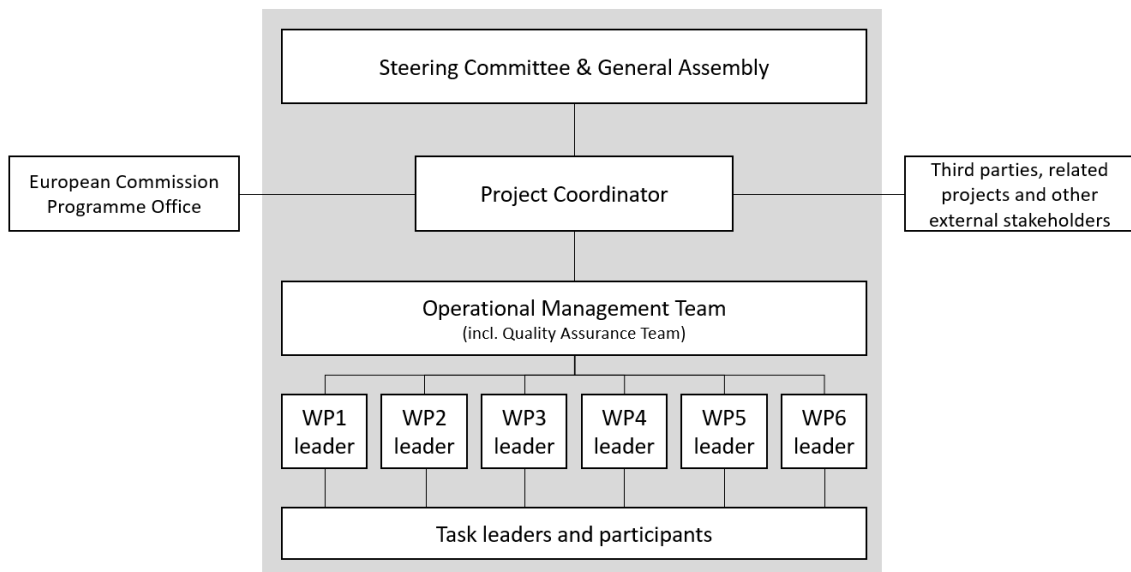 Steering Committee & General Assembly
European Commission
Programme Office
Project Coordinator
Third parties, related
projects and other
external stakeholders
Operational Management Team
(incl. Quality Assurance Team)
WP1
leader
WP2
leader
WP3
leader
WP4
leader
WP5
leader
WP6
leader
Task leaders and participants